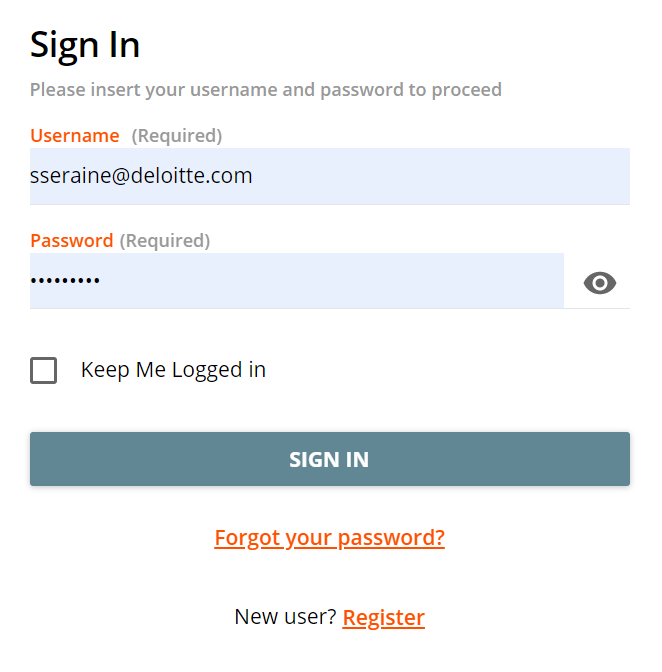 Sign In
Please insert your username and password to proceed
Username (Required)
sseraine@deloitte.com
Password (Required)
•••••••••
Keep Me Logged in
SIGN IN
Forgot your password?
New user? Register